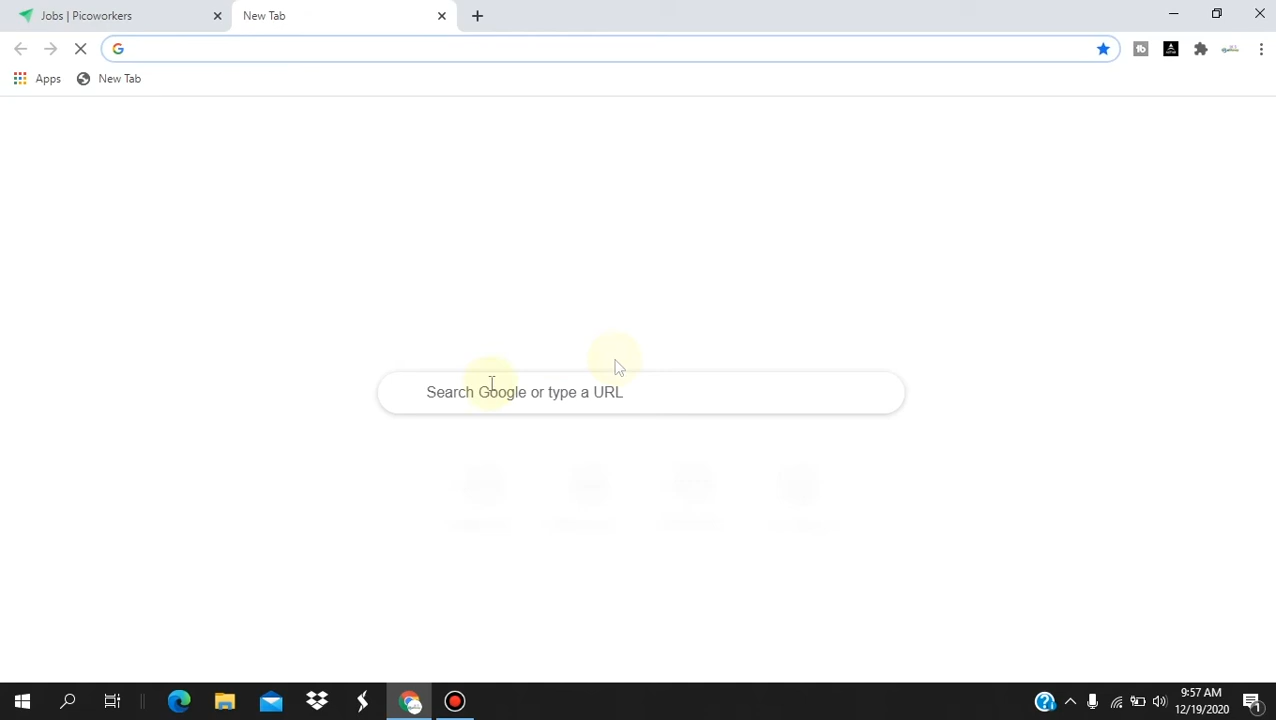 Jobs | Picoworkers
New Tab
Apps
New Tab
Search Google or type a URL
9:57 AM
12/19/2020